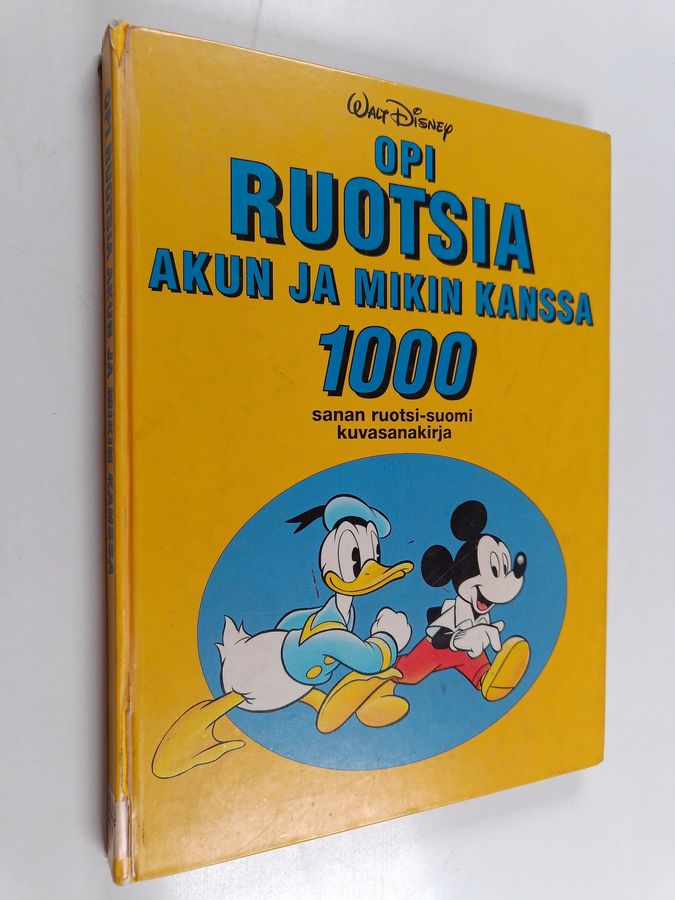 WALT DISNEY
OPI
RUOTSIA
AKUN JA MIKIN KANSSA
1000
sanan ruotsi-suomi
kuvasanakirja
OPI RUOTSIA AKUN JA MIKIN KANSSA